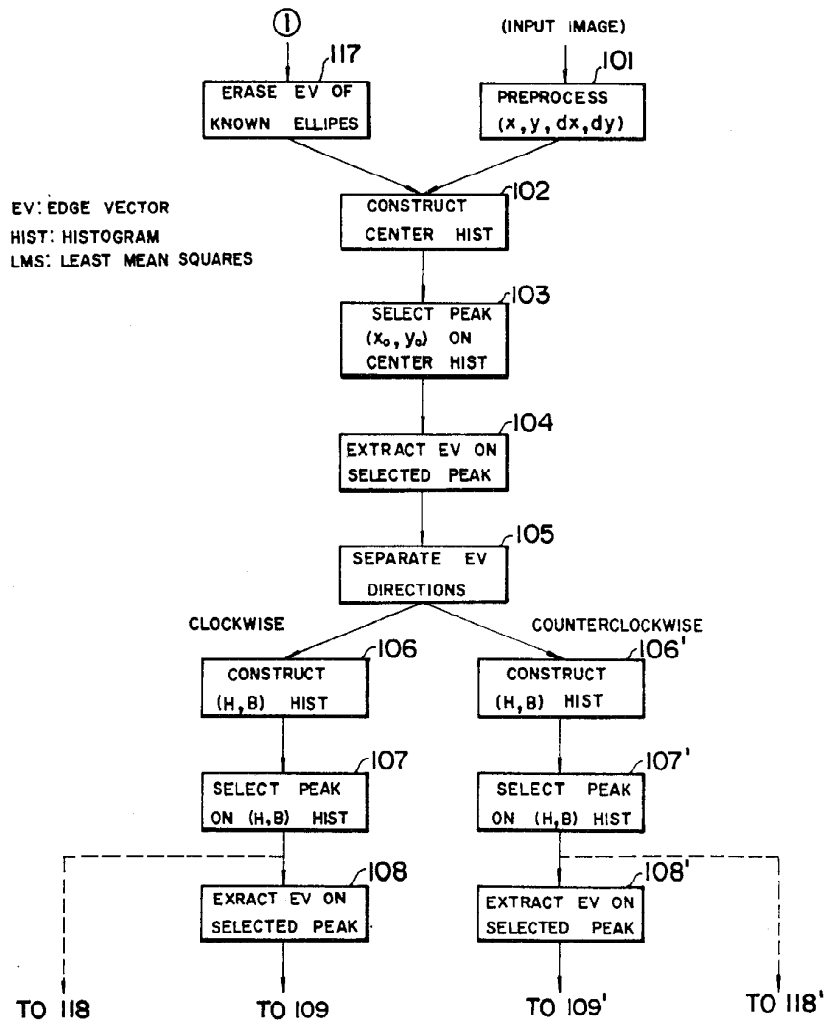 1
(INPUT IMAGE)
117
101
ERASE EV OF
KNOWN ELLIPES
PREPROCESS
(x,y,dx,dy)
102
EV: EDGE VECTOR
HIST: HISTOGRAM
LMS: LEAST MEAN SQUARES
CONSTRUCT
CENTER HIST
103
SELECT PEAK
(x₀,y₀) ON
CENTER HIST
104
EXTRACT EV ON
SELECTED PEAK
105
SEPARATE EV
DIRECTIONS
CLOCKWISE
COUNTERCLOCKWISE
106
106'
CONSTRUCT
(H,B) HIST
CONSTRUCT
(H,B) HIST
107
107'
SELECT PEAK
ON (H,B) HIST
SELECT PEAK
ON (H,B) HIST
108
108'
EXRACT EV ON
SELECTED PEAK
EXTRACT EV ON
SELECTED PEAK
TO 118
TO 109
TO 109'
TO 118'